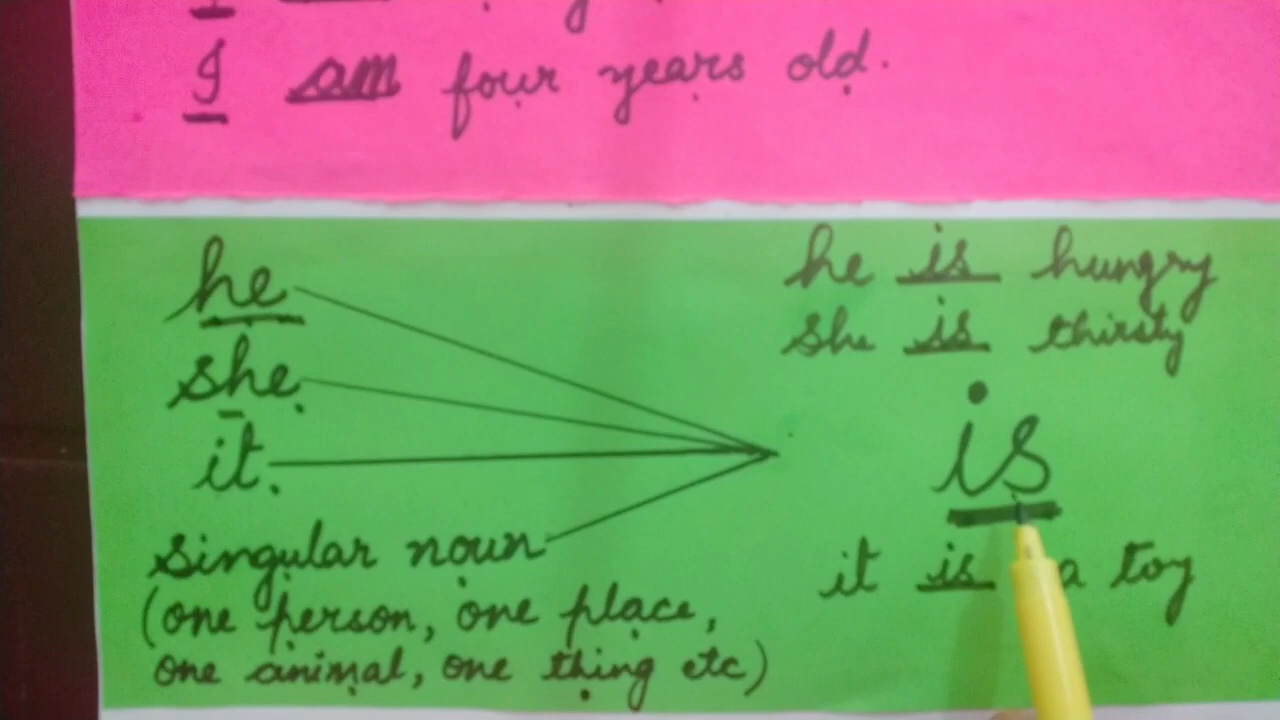 I am four years old.
he
she
it
singular noun
(one person, one place,
one animal, one thing etc)
he is hungry
she is thirsty
is
it is a toy